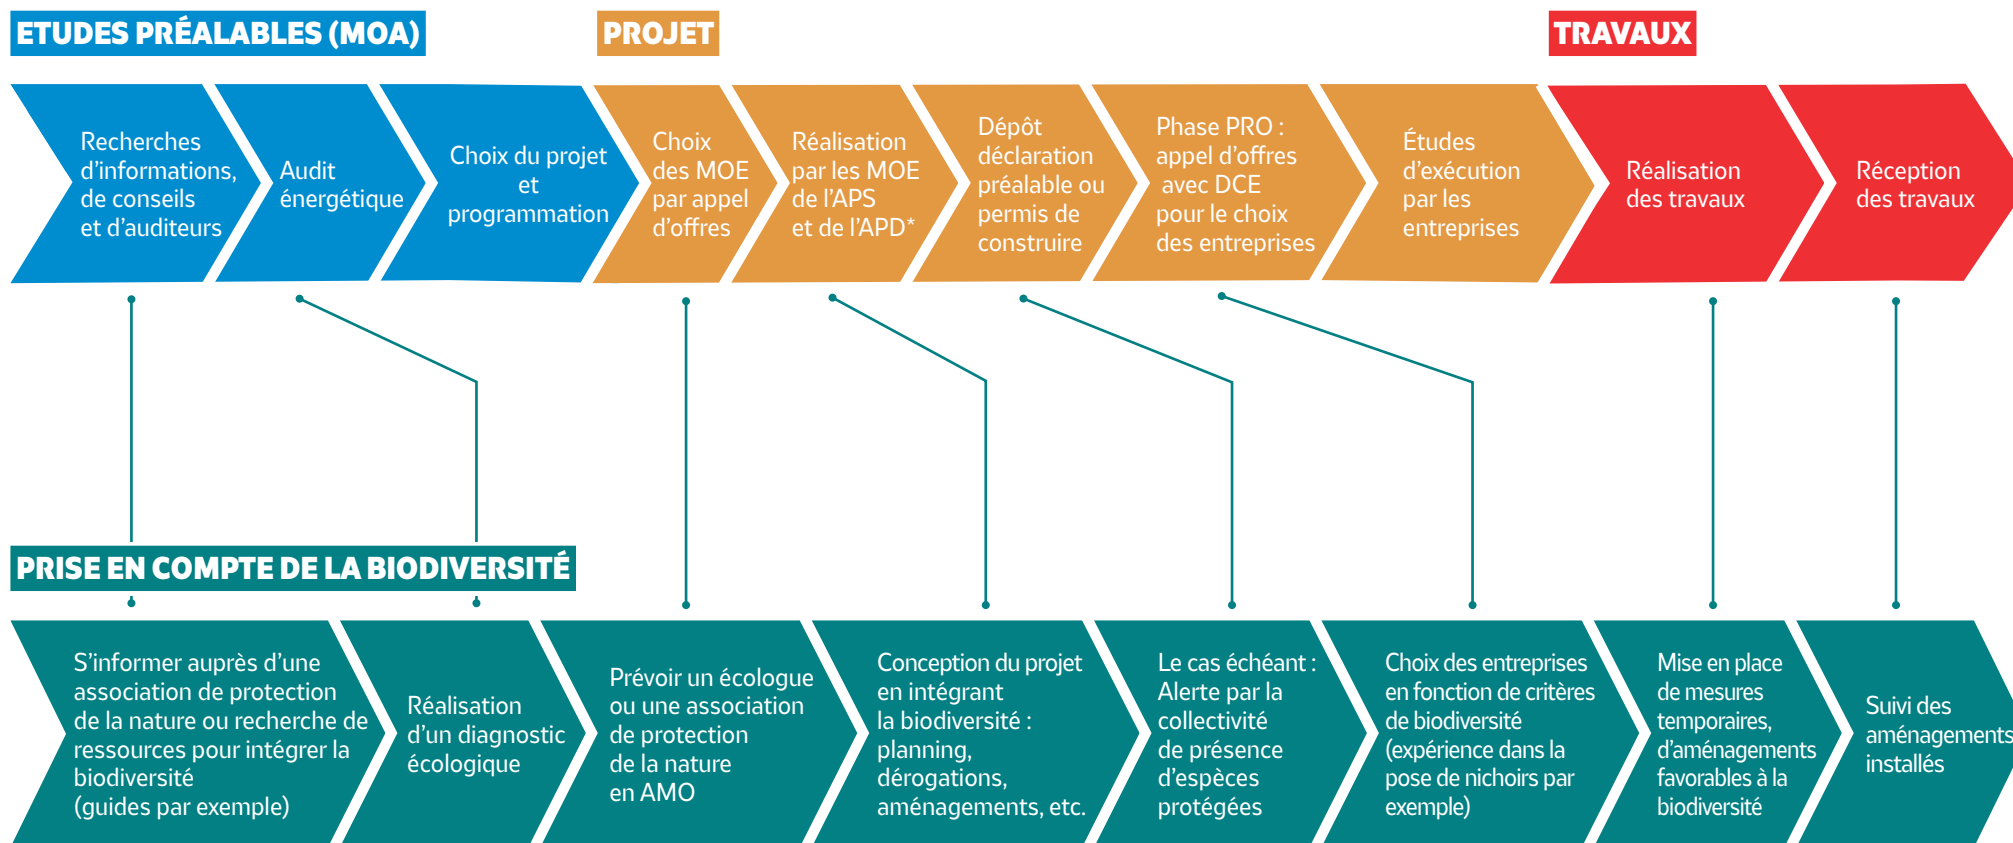 ETUDES PRÉALABLES (MOA)
PROJET
TRAVAUX
Recherches
d'informations,
de conseils
et d'auditeurs
Audit
énergétique
Choix du projet
et
programmation
Choix
des MOE
par appel
d'offres
Réalisation
par les MOE
de l'APS
et de l'APD*
Dépôt
déclaration
préalable ou
permis de
construire
Phase PRO :
appel d'offres
avec DCE
pour le choix
des entreprises
Études
d'exécution
par les
entreprises
Réalisation
des travaux
Réception
des travaux
PRISE EN COMPTE DE LA BIODIVERSITÉ
S'informer auprès d'une
association de protection
de la nature ou recherche de
ressources pour intégrer la
biodiversité
(guides par exemple)
Réalisation
d'un diagnostic
écologique
Prévoir un écologue
ou une association
de protection
de la nature
en AMO
Conception du projet
en intégrant
la biodiversité :
planning,
dérogations,
aménagements, etc.
Le cas échéant :
Alerte par la
collectivité
de présence
d'espèces
protégées
Choix des entreprises
en fonction de critères
de biodiversité
(expérience dans la
pose de nichoirs par
exemple)
Mise en place
de mesures
temporaires,
d'aménagements
favorables à la
biodiversité
Suivi des
aménagements
installés